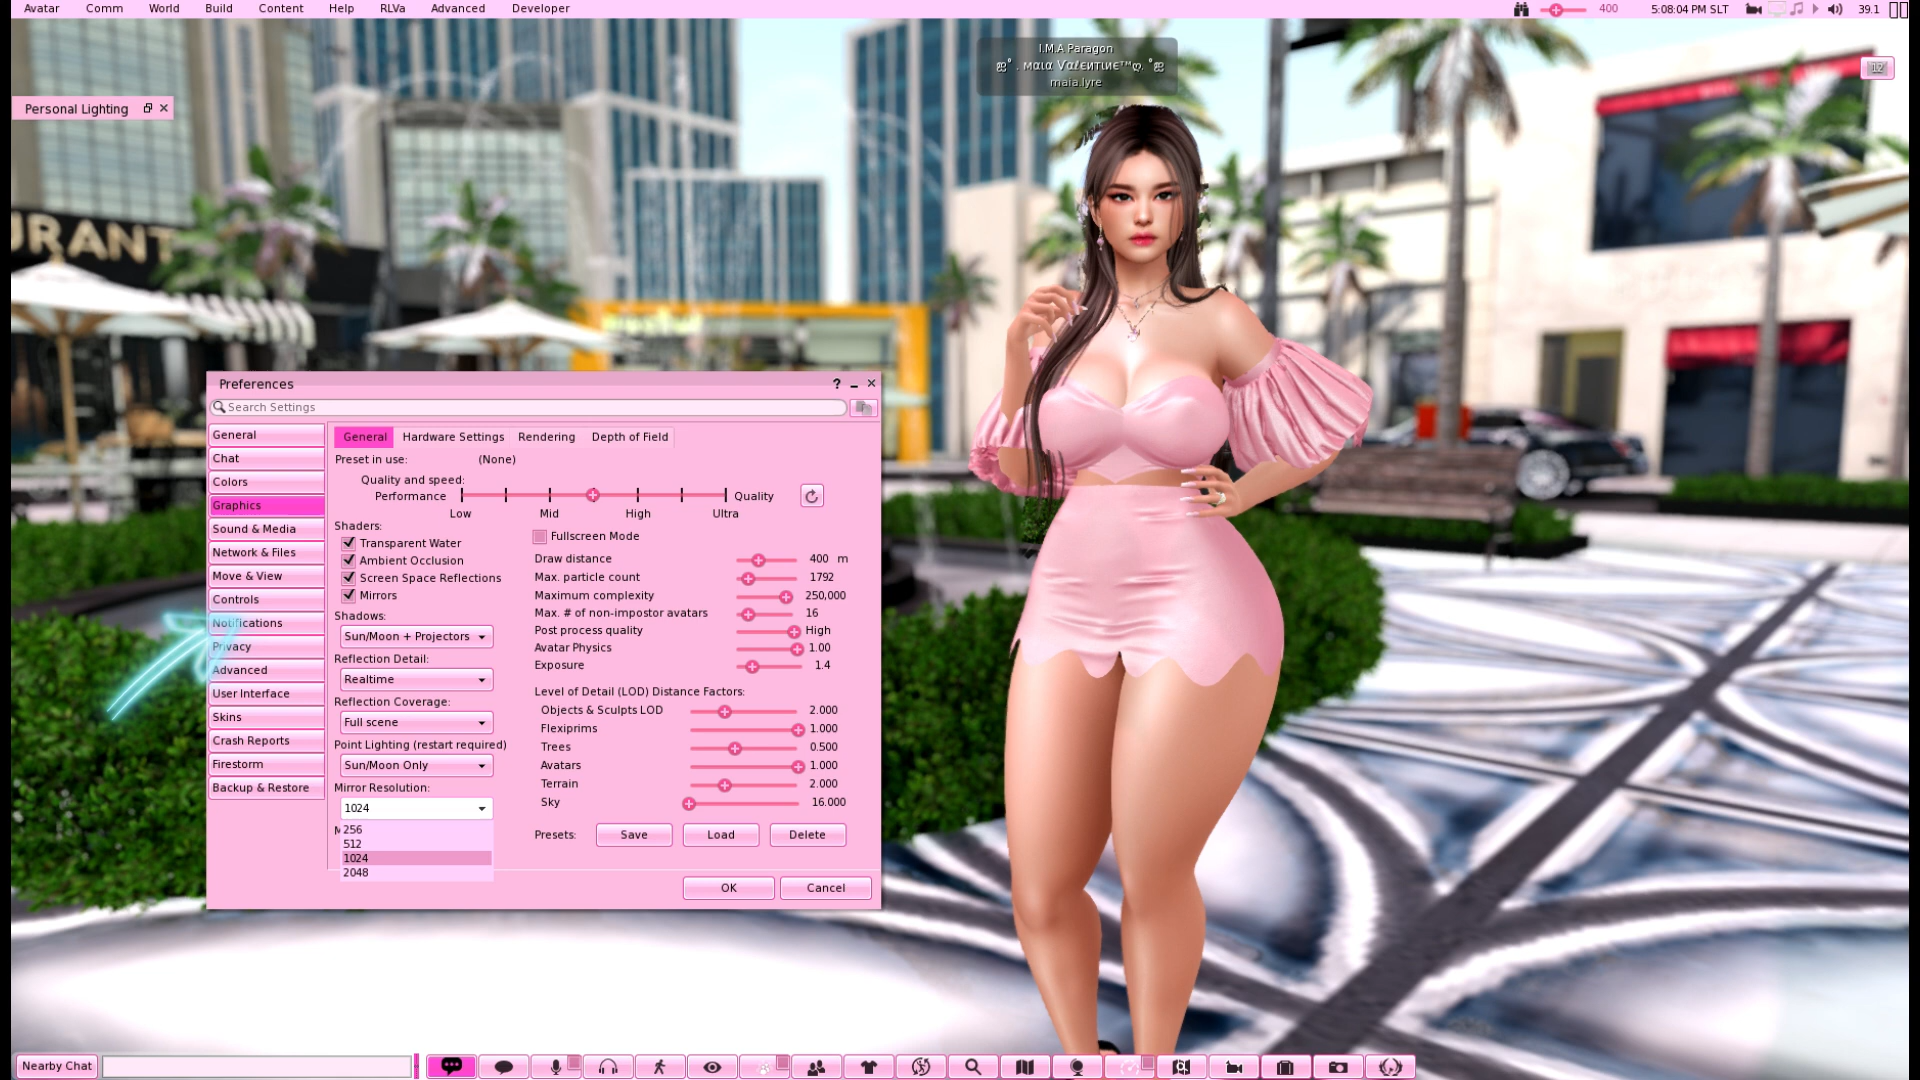 Avatar Comm World Build Content Help RLVa Advanced Developer
400 5:08:04 PM SLT 39.1
I.M.A Paragon
maia.lyre
12
Personal Lighting
URANT
Preferences ?
Search Settings
General
Chat
Colors
Graphics
Sound & Media
Network & Files
Move & View
Controls
Notifications
Privacy
Advanced
User Interface
Skins
Crash Reports
Firestorm
Backup & Restore
General Hardware Settings Rendering Depth of Field
Preset in use: (None)
Quality and speed:
Performance Quality
Low Mid High Ultra
Shaders:
Transparent Water
Ambient Occlusion
Screen Space Reflections
Mirrors
Shadows:
Sun/Moon + Projectors
Reflection Detail:
Realtime
Reflection Coverage:
Full scene
Point Lighting (restart required)
Sun/Moon Only
Mirror Resolution:
1024
256
512
1024
2048
Fullscreen Mode
Draw distance 400 m
Max. particle count 1792
Maximum complexity 250,000
Max. # of non-impostor avatars 16
Post process quality High
Avatar Physics 1.00
Exposure 1.4
Level of Detail (LOD) Distance Factors:
Objects & Sculpts LOD 2.000
Flexiprims 1.000
Trees 0.500
Avatars 1.000
Terrain 2.000
Sky 16.000
Presets: Save Load Delete
OK Cancel
Nearby Chat